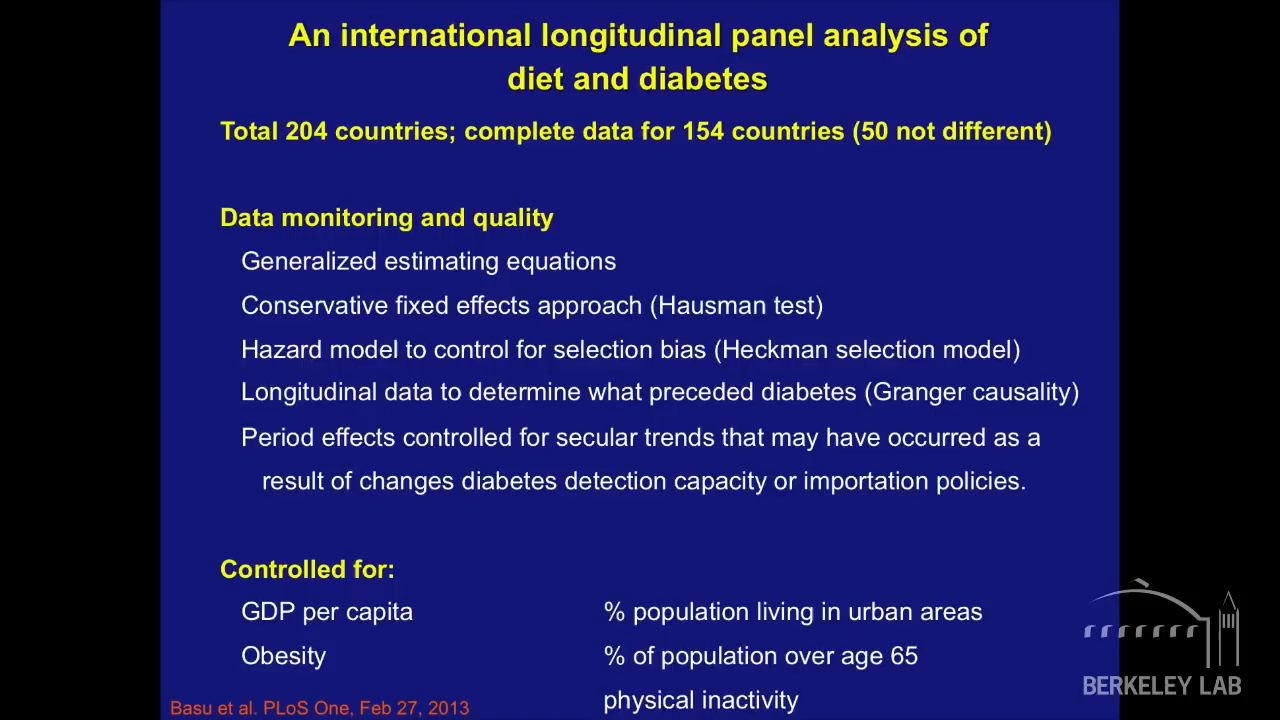 An international longitudinal panel analysis of
diet and diabetes
Total 204 countries; complete data for 154 countries (50 not different)
Data monitoring and quality
Generalized estimating equations
Conservative fixed effects approach (Hausman test)
Hazard model to control for selection bias (Heckman selection model)
Longitudinal data to determine what preceded diabetes (Granger causality)
Period effects controlled for secular trends that may have occurred as a
result of changes diabetes detection capacity or importation policies.
Controlled for:
GDP per capita
% population living in urban areas
Obesity
% of population over age 65
physical inactivity
Basu et al. PLoS One, Feb 27, 2013
BERKELEY LAB